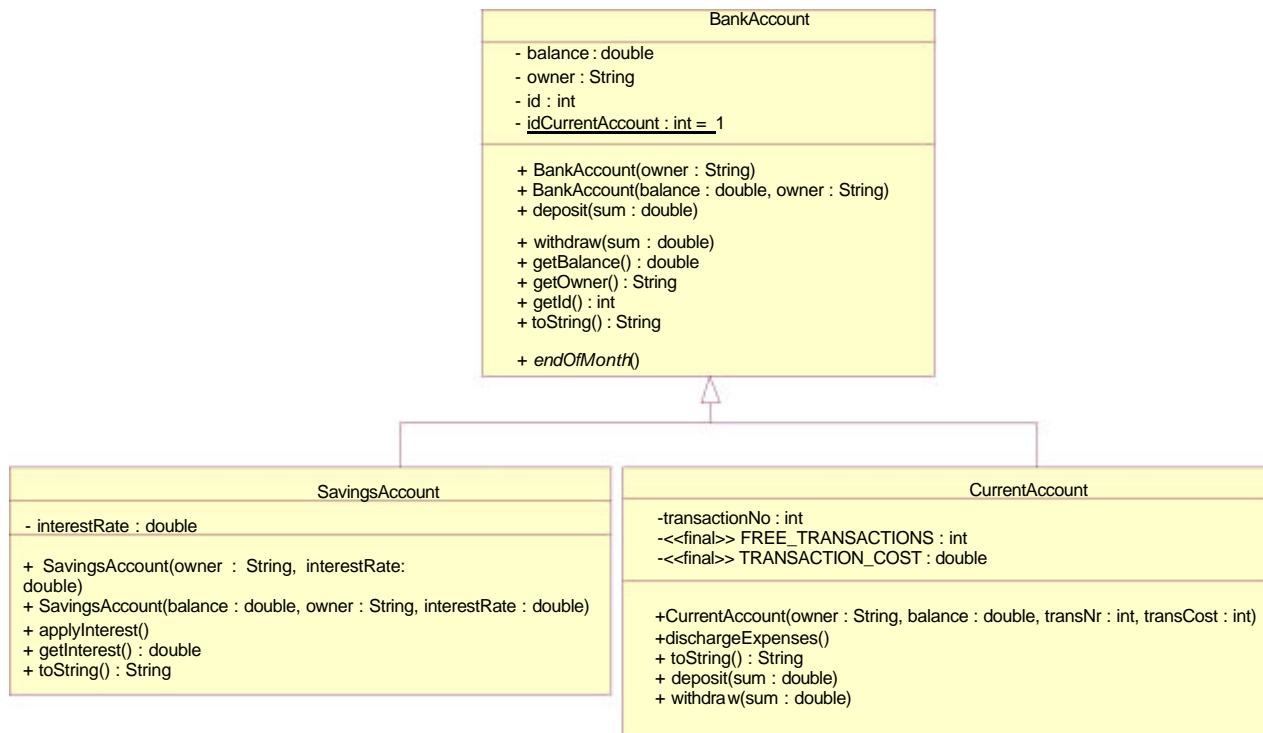 BankAccount
- balance : double
- owner : String
- id : int
- idCurrentAccount : int = 1
+ BankAccount(owner : String)
+ BankAccount(balance : double, owner : String)
+ deposit(sum : double)
+ withdraw(sum : double)
+ getBalance() : double
+ getOwner() : String
+ getId() : int
+ toString() : String
+ endOfMonth()
SavingsAccount
- interestRate : double
+ SavingsAccount(owner : String, interestRate:
double)
+ SavingsAccount(balance : double, owner : String, interestRate : double)
+ applyInterest()
+ getInterest() : double
+ toString() : String
CurrentAccount
-transactionNo : int
-<<final>> FREE_TRANSACTIONS : int
-<<final>> TRANSACTION_COST : double
+CurrentAccount(owner : String, balance : double, transNr : int, transCost : int)
+dischargeExpenses()
+ toString() : String
+ deposit(sum : double)
+ withdraw(sum : double)